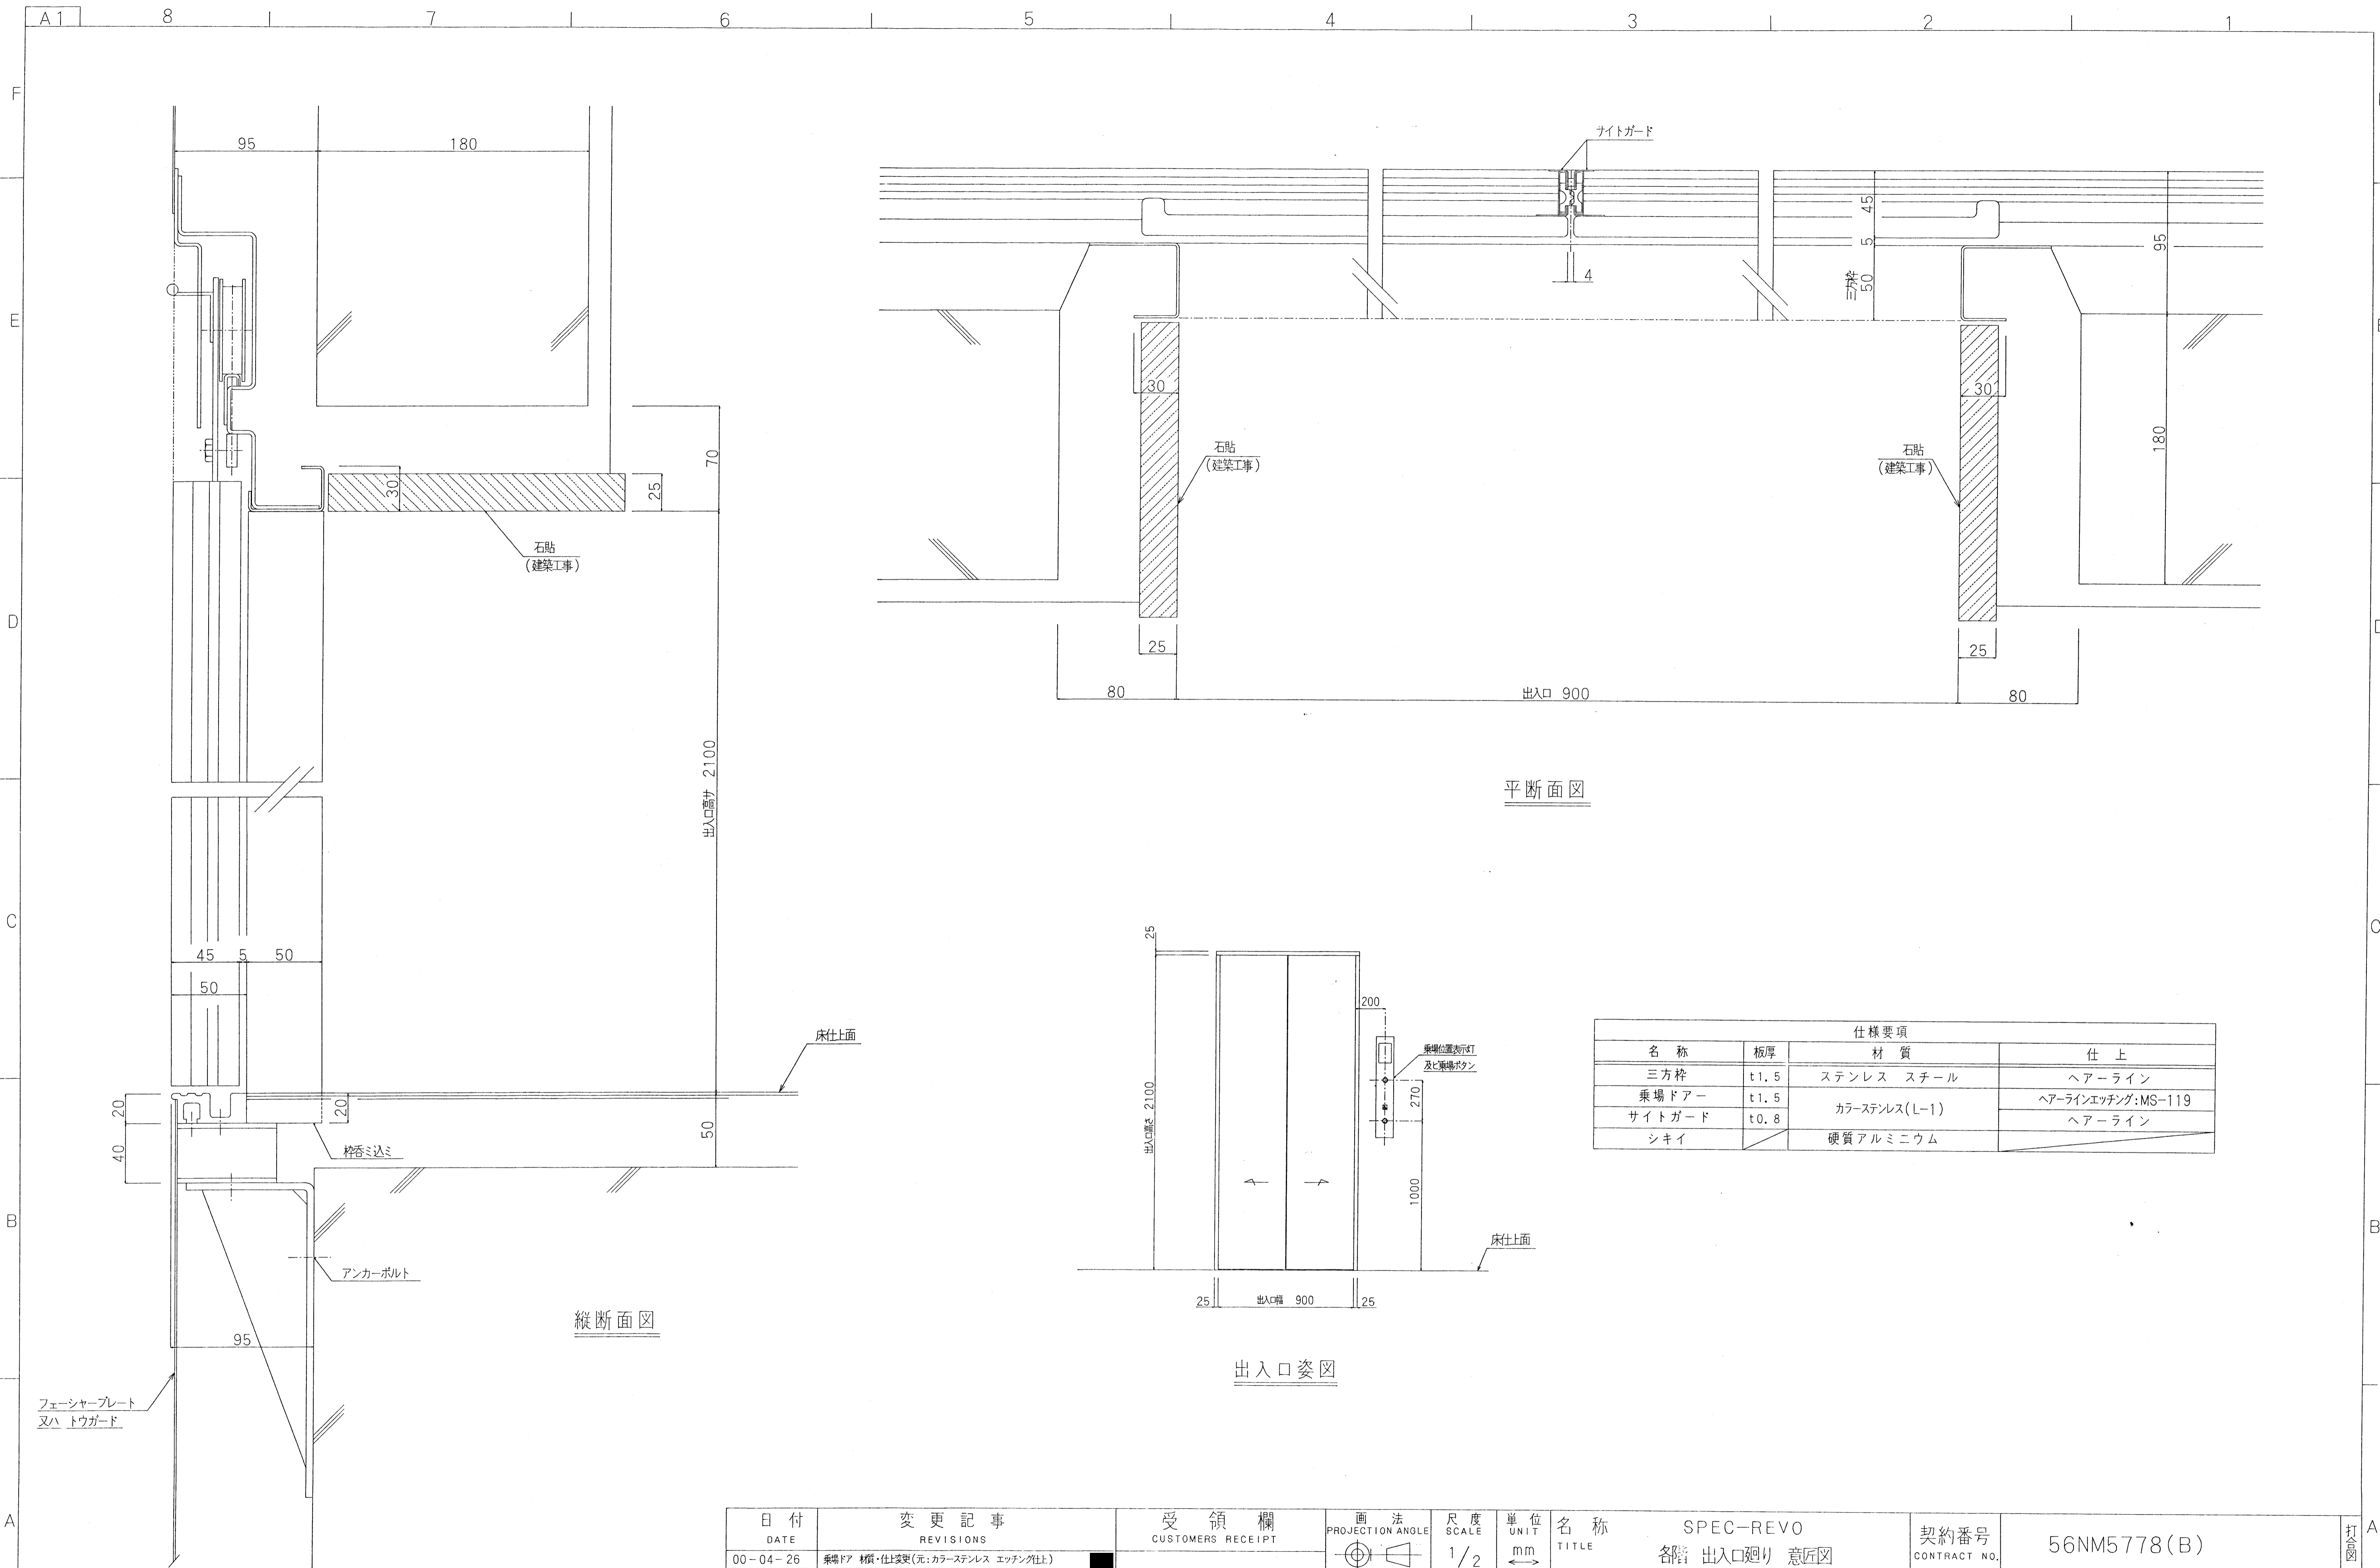 A1 8 7 6 5 4 3 2 1
F
E
D
C
B
A
95
180
70
30
25
石貼
(建築工事)
出入口高サ 2100
45 5 50
50
床仕上面
20
20
40
50
枠呑ミ込ミ
アンカーボルト
95
フェーシャープレート
又ハ トウガード
縦断面図
サイトガード
45
5
三方枠
50
95
4
30
30
石貼
(建築工事)
石貼
(建築工事)
180
25
25
80
出入口 900
80
平断面図
25
200
乗場位置表示灯
及ビ乗場ボタン
出入口高さ 2100
270
1000
床仕上面
25 出入口幅 900 25
出入口姿図
仕様要項
名 称 板厚 材 質 仕 上
三方枠 t1.5 ステンレス スチール ヘアーライン
乗場ドアー t1.5 カラーステンレス(L-1) ヘアーラインエッチング:MS-119
サイトガード t0.8 ヘアーライン
シキイ 硬質アルミニウム
日 付
DATE
変 更 記 事
REVISIONS
受 領 欄
CUSTOMERS RECEIPT
画 法
PROJECTION ANGLE
尺 度
SCALE
1/2
単 位
UNIT
mm
名 称
TITLE
SPEC-REVO
各階 出入口廻り 意匠図
契約番号
CONTRACT NO.
56NM5778(B)
打合図
00-04-26 乗場ドア 材質・仕上変更(元:カラーステンレス エッチング仕上)
C
B
A